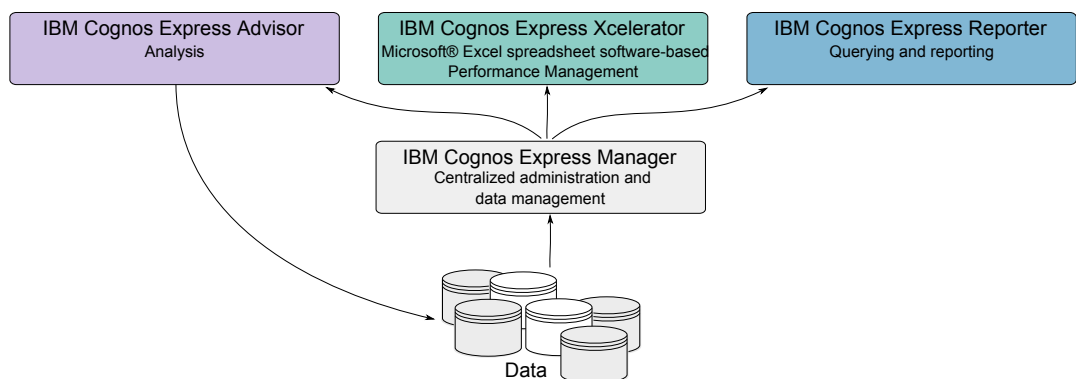 IBM Cognos Express Advisor
Analysis
IBM Cognos Express Xcelerator
Microsoft® Excel spreadsheet software-based
Performance Management
IBM Cognos Express Reporter
Querying and reporting
IBM Cognos Express Manager
Centralized administration and
data management
Data